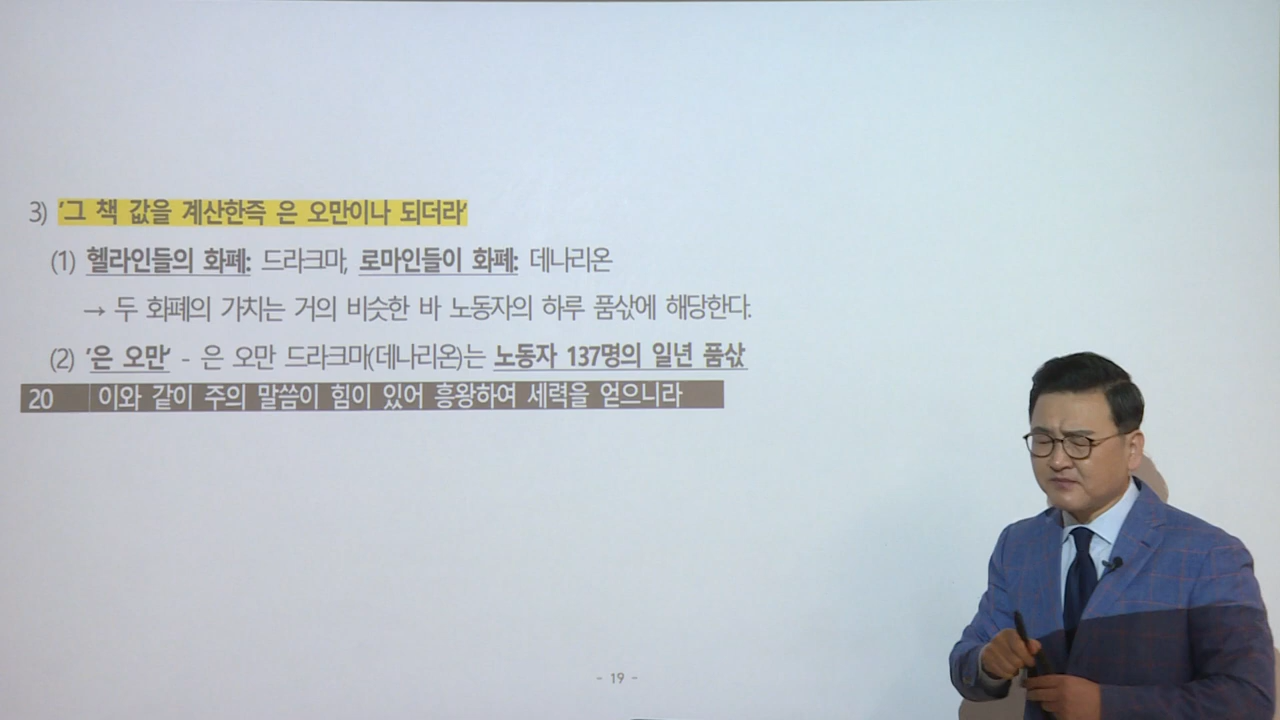 3) '그 책 값을 계산한즉 은 오만이나 되더라'
(1) 헬라인들의 화폐: 드라크마, 로마인들이 화폐: 데나리온
→ 두 화폐의 가치는 거의 비슷한 바 노동자의 하루 품삯에 해당한다.
(2) '은 오만' - 은 오만 드라크마(데나리온)는 노동자 137명의 일년 품삯
20 이와 같이 주의 말씀이 힘이 있어 흥왕하여 세력을 얻으니라
- 19 -